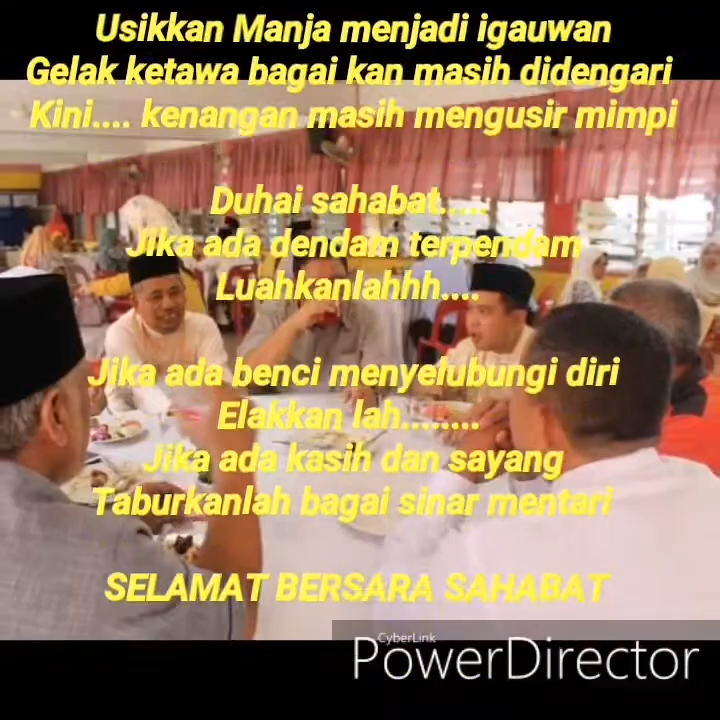 Usikkan Manja menjadi igauwan
Gelak ketawa bagai kan masih didengari
Kini.... kenangan masih mengusir mimpi
Duhai sahabat.....
Jika ada dendam terpendam
Luahkanlahhh....
Jika ada benci menyelubungi diri
Elakkan lah........
Jika ada kasih dan sayang
Taburkanlah bagai sinar mentari
SELAMAT BERSARA SAHABAT
CyberLink
PowerDirector